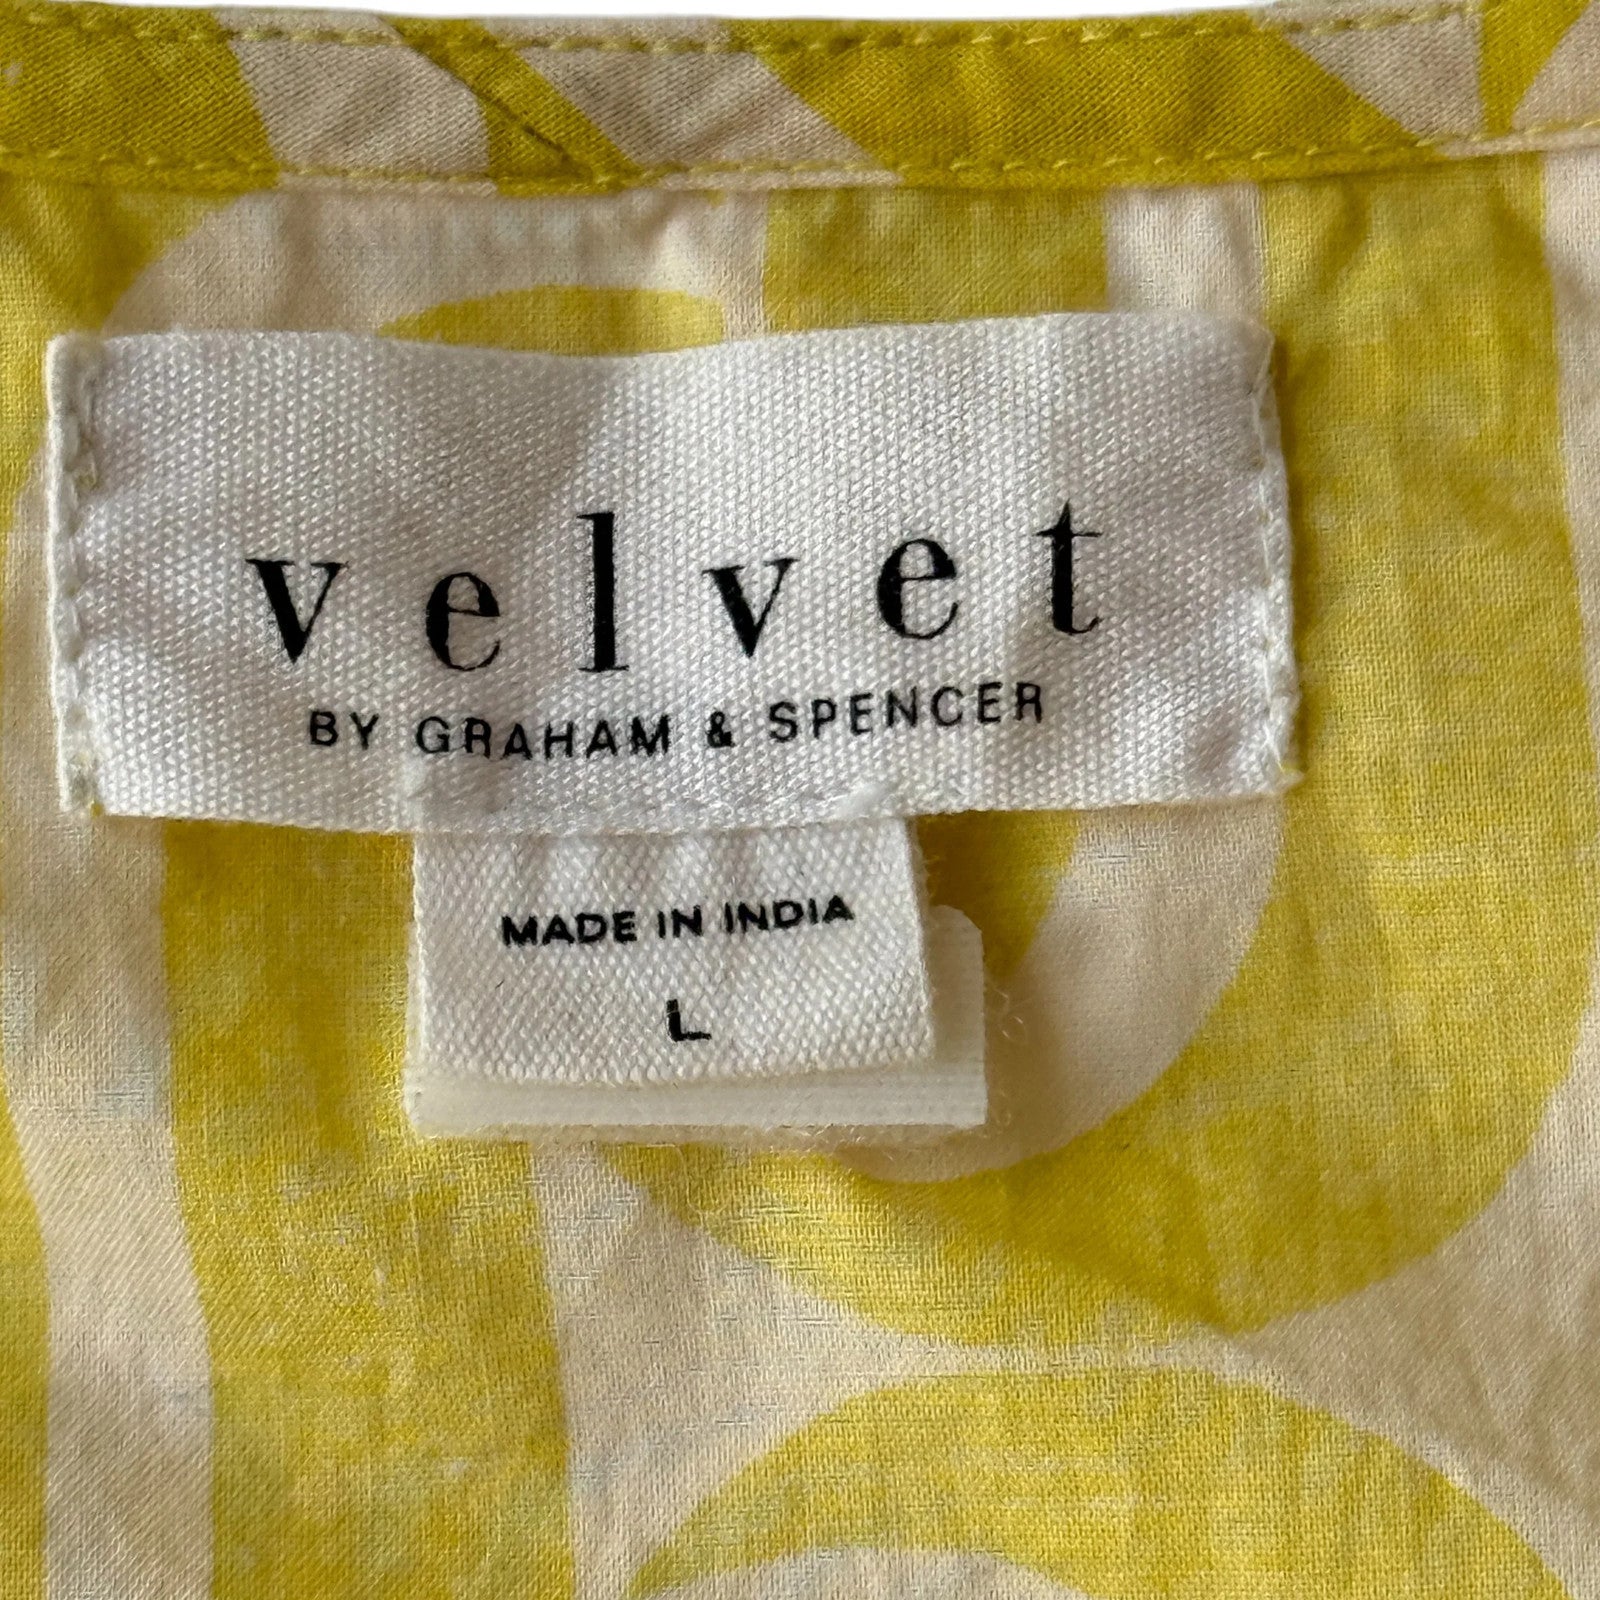 velvet
BY GRAHAM & SPENCER
MADE IN INDIA
L